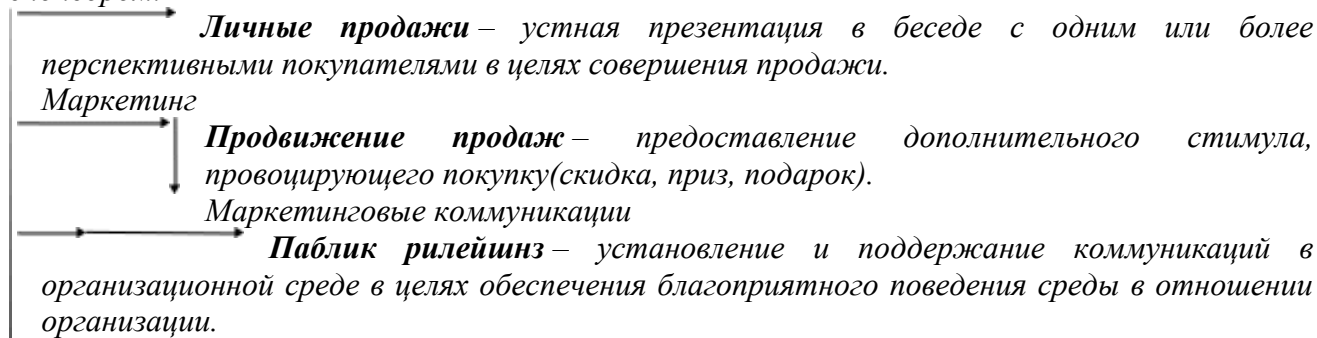 Личные продажи – устная презентация в беседе с одним или более
перспективными покупателями в целях совершения продажи.
Маркетинг
Продвижение продаж – предоставление дополнительного стимула,
провоцирующего покупку(скидка, приз, подарок).
Маркетинговые коммуникации
Паблик рилейшнз – установление и поддержание коммуникаций в
организационной среде в целях обеспечения благоприятного поведения среды в отношении
организации.